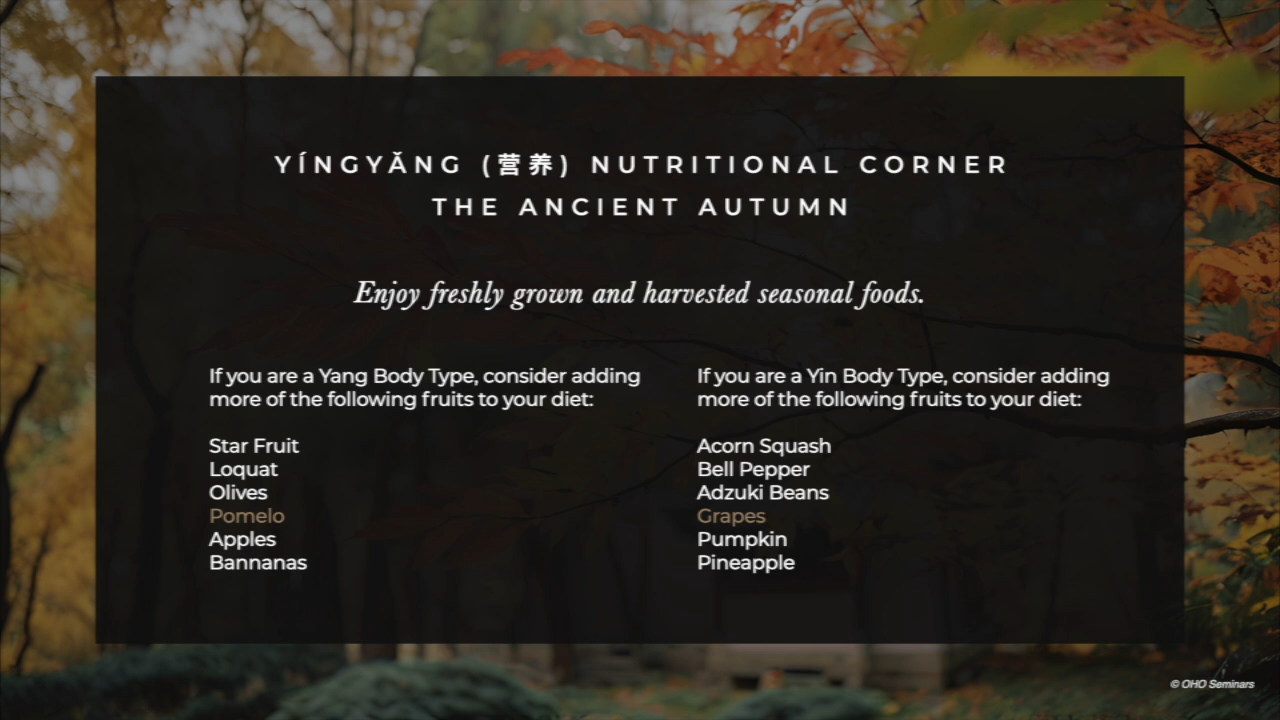 YÍNGYĂNG (营养) NUTRITIONAL CORNER
THE ANCIENT AUTUMN
Enjoy freshly grown and harvested seasonal foods.
If you are a Yang Body Type, consider adding
more of the following fruits to your diet:
Star Fruit
Loquat
Olives
Pomelo
Apples
Bannanas
If you are a Yin Body Type, consider adding
more of the following fruits to your diet:
Acorn Squash
Bell Pepper
Adzuki Beans
Grapes
Pumpkin
Pineapple
© OHO Seminars